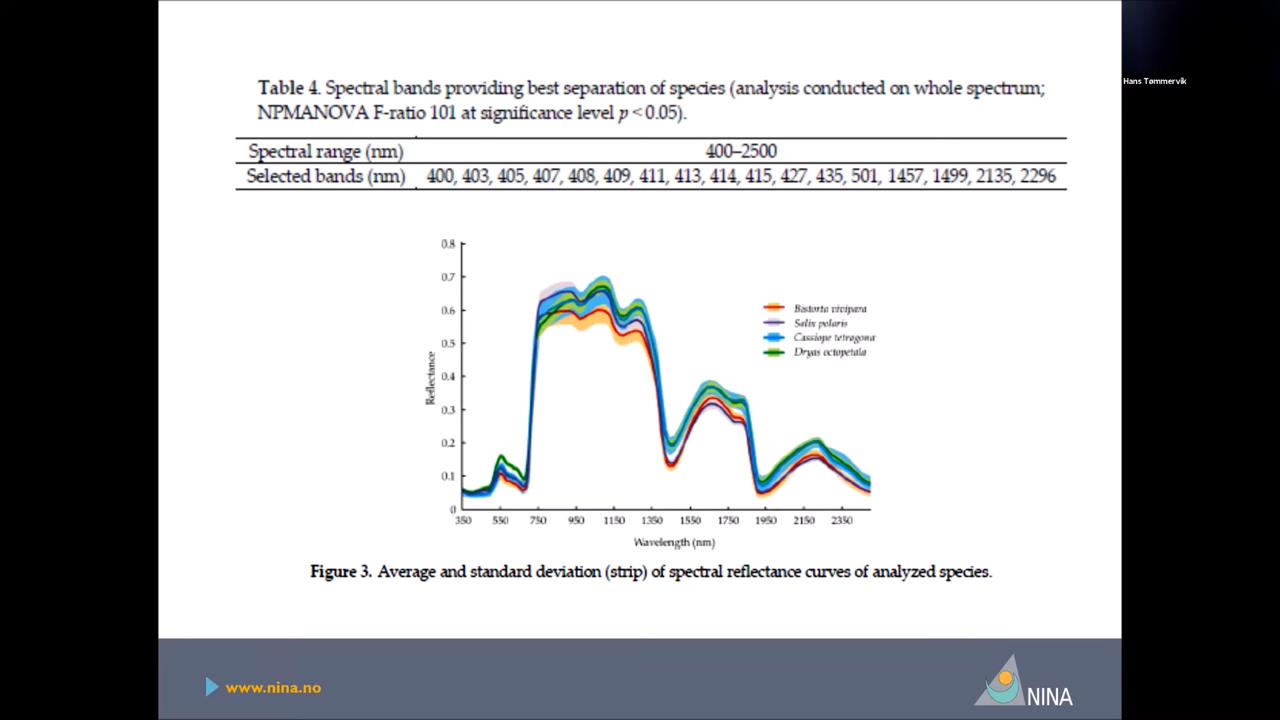 Hans Tømmervik
Table 4. Spectral bands providing best separation of species (analysis conducted on whole spectrum;
NPMANOVA F-ratio 101 at significance level p < 0.05).
Spectral range (nm) 400–2500
Selected bands (nm) 400, 403, 405, 407, 408, 409, 411, 413, 414, 415, 427, 435, 501, 1457, 1499, 2135, 2296
0.8
0.7
0.6
0.5
0.4
0.3
0.2
0.1
0
Reflectance
Bistorta vivipara
Salix polaris
Cassiope tetragona
Dryas octopetala
350 550 750 950 1150 1350 1550 1750 1950 2150 2350
Wavelength (nm)
Figure 3. Average and standard deviation (strip) of spectral reflectance curves of analyzed species.
www.nina.no
NINA